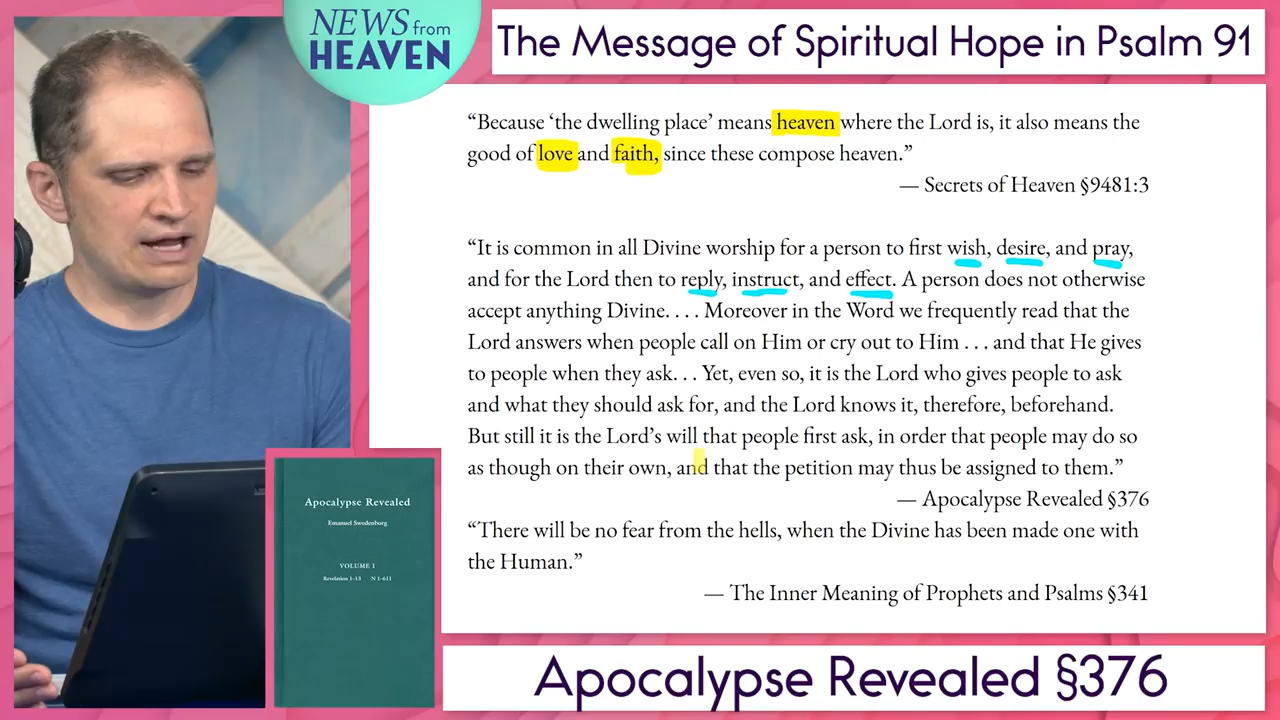 NEWS from
HEAVEN
The Message of Spiritual Hope in Psalm 91
“Because ‘the dwelling place’ means heaven where the Lord is, it also means the
good of love and faith, since these compose heaven.”
— Secrets of Heaven §9481:3
“It is common in all Divine worship for a person to first wish, desire, and pray,
and for the Lord then to reply, instruct, and effect. A person does not otherwise
accept anything Divine. . . . Moreover in the Word we frequently read that the
Lord answers when people call on Him or cry out to Him . . . and that He gives
to people when they ask. . . Yet, even so, it is the Lord who gives people to ask
and what they should ask for, and the Lord knows it, therefore, beforehand.
But still it is the Lord’s will that people first ask, in order that people may do so
as though on their own, and that the petition may thus be assigned to them.”
— Apocalypse Revealed §376
“There will be no fear from the hells, when the Divine has been made one with
the Human.”
— The Inner Meaning of Prophets and Psalms §341
Apocalypse Revealed
Emanuel Swedenborg
VOLUME 1
Revelation 1–13 N 1–611
Apocalypse Revealed §376